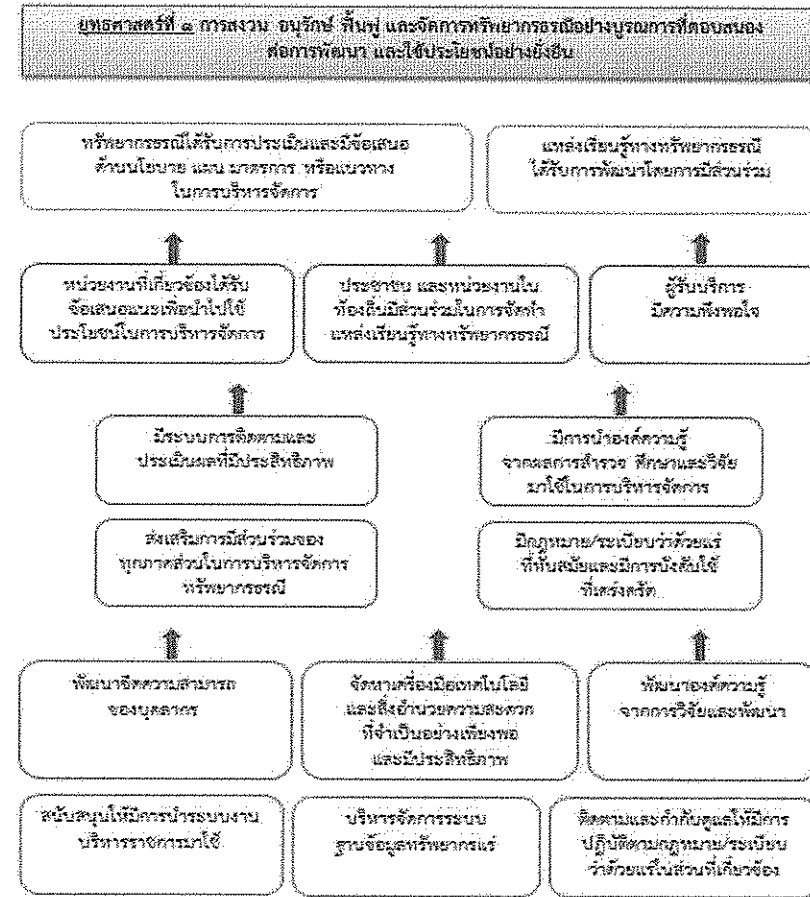 ยุทธศาสตร์ที่ ๑ การสงวน อนุรักษ์ ฟื้นฟู และจัดการทรัพยากรธรณีอย่างบูรณการที่ตอบสนอง
ต่อการพัฒนา และใช้ประโยชน์อย่างยั่งยืน
ทรัพยากรธรณีได้รับการประเมินและมีข้อเสนอ
ด้านนโยบาย แผน มาตรการ หรือแนวทาง
ในการบริหารจัดการ
แหล่งเรียนรู้ทางทรัพยากรธรณี
ได้รับการพัฒนาโดยการมีส่วนร่วม
หน่วยงานที่เกี่ยวข้องได้รับ
ข้อเสนอแนะเพื่อนำไปใช้
ประโยชน์ในการบริหารจัดการ
ประชาชน และหน่วยงานใน
ท้องถิ่นมีส่วนร่วมในการจัดทำ
แหล่งเรียนรู้ทางทรัพยากรธรณี
ผู้รับบริการ
มีความพึงพอใจ
มีระบบการติดตามและ
ประเมินผลที่มีประสิทธิภาพ
มีการนำองค์ความรู้
จากผลการสำรวจ ศึกษาและวิจัย
มาใช้ในการบริหารจัดการ
ส่งเสริมการมีส่วนร่วมของ
ทุกภาคส่วนในการบริหารจัดการ
ทรัพยากรธรณี
มีกฎหมาย/ระเบียบว่าด้วยแร่
ที่ทันสมัยและมีการบังคับใช้
ที่เคร่งครัด
พัฒนาขีดความสามารถ
ของบุคลากร
จัดหาเครื่องมือเทคโนโลยี
และสิ่งอำนวยความสะดวก
ที่จำเป็นอย่างเพียงพอ
และมีประสิทธิภาพ
พัฒนาองค์ความรู้
จากการวิจัยและพัฒนา
สนับสนุนให้มีการนำระบบงาน
บริหารราชการมาใช้
บริหารจัดการระบบ
ฐานข้อมูลทรัพยากรแร่
ติดตามและกำกับดูแลให้มีการ
ปฏิบัติตามกฎหมาย/ระเบียบ
ว่าด้วยแร่ในส่วนที่เกี่ยวข้อง